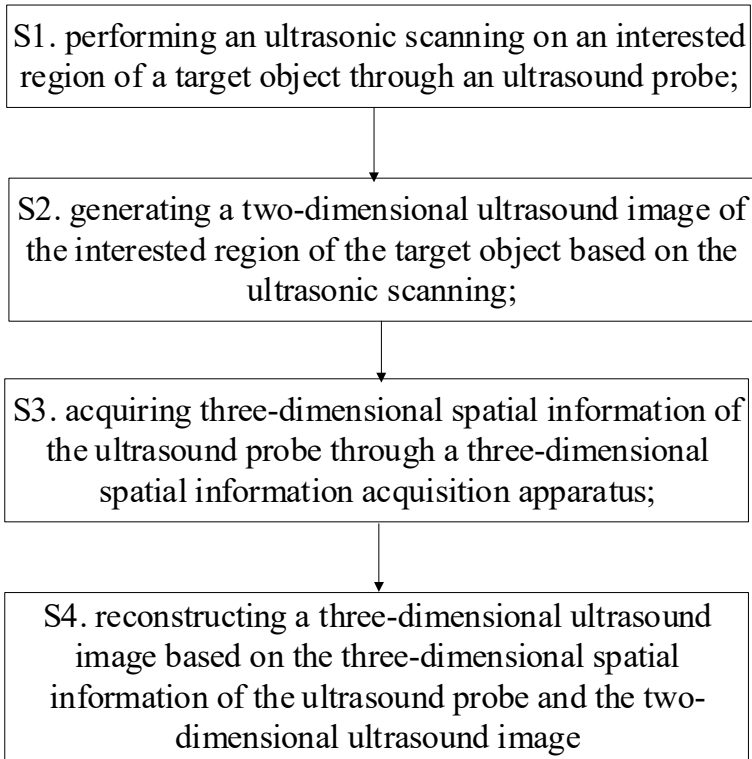 S1. performing an ultrasonic scanning on an interested
region of a target object through an ultrasound probe;
S2. generating a two-dimensional ultrasound image of
the interested region of the target object based on the
ultrasonic scanning;
S3. acquiring three-dimensional spatial information of
the ultrasound probe through a three-dimensional
spatial information acquisition apparatus;
S4. reconstructing a three-dimensional ultrasound
image based on the three-dimensional spatial
information of the ultrasound probe and the two-
dimensional ultrasound image